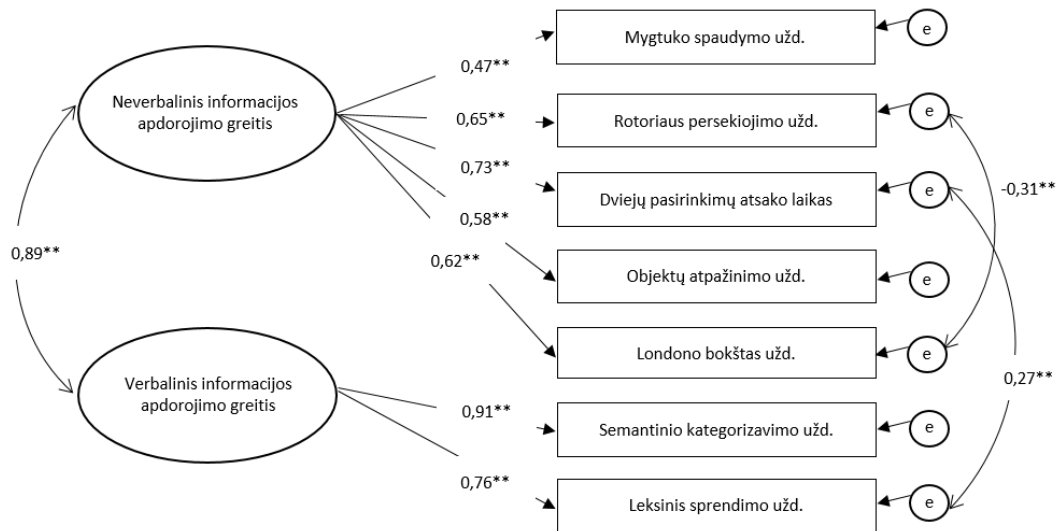 Mygtuko spaudymo užd.
e
0,47**
Neverbalinis informacijos
apdorojimo greitis
0,65**
Rotoriaus persekiojimo užd.
e
0,73**
Dviejų pasirinkimų atsako laikas
e
-0,31**
0,58**
0,89**
0,62**
Objektų atpažinimo užd.
e
Londono bokštas užd.
e
Verbalinis informacijos
apdorojimo greitis
0,27**
0,91**
Semantinio kategorizavimo užd.
e
0,76**
Leksinis sprendimo užd.
e